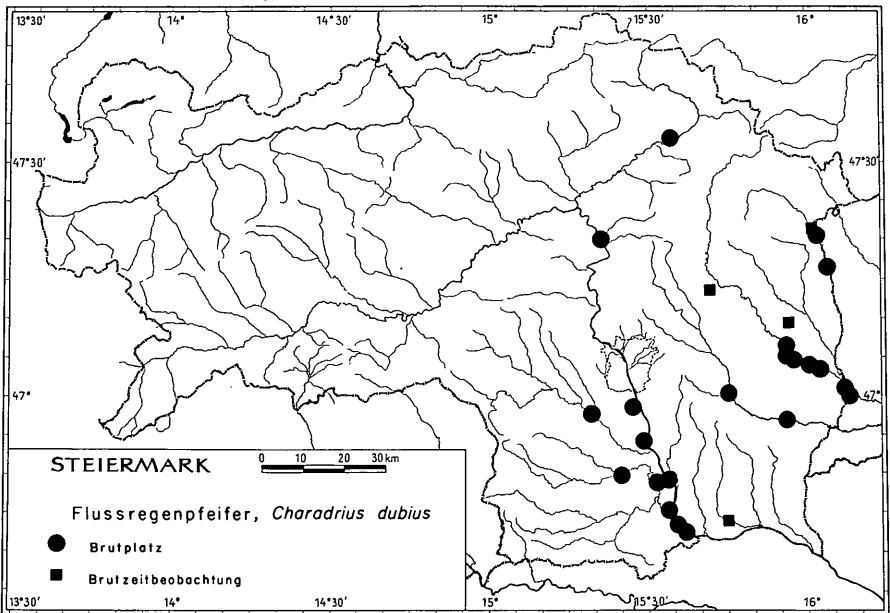 13°30' 14° 14°30' 15° 15°30' 16°
47°30' 47°30'
47° 47°
STEIERMARK 0 10 20 30 km
Flussregenpfeifer, Charadrius dubius
Brutplatz
Brutzeitbeobachtung
13°30' 14° 14°30' 15° 15°30' 16°